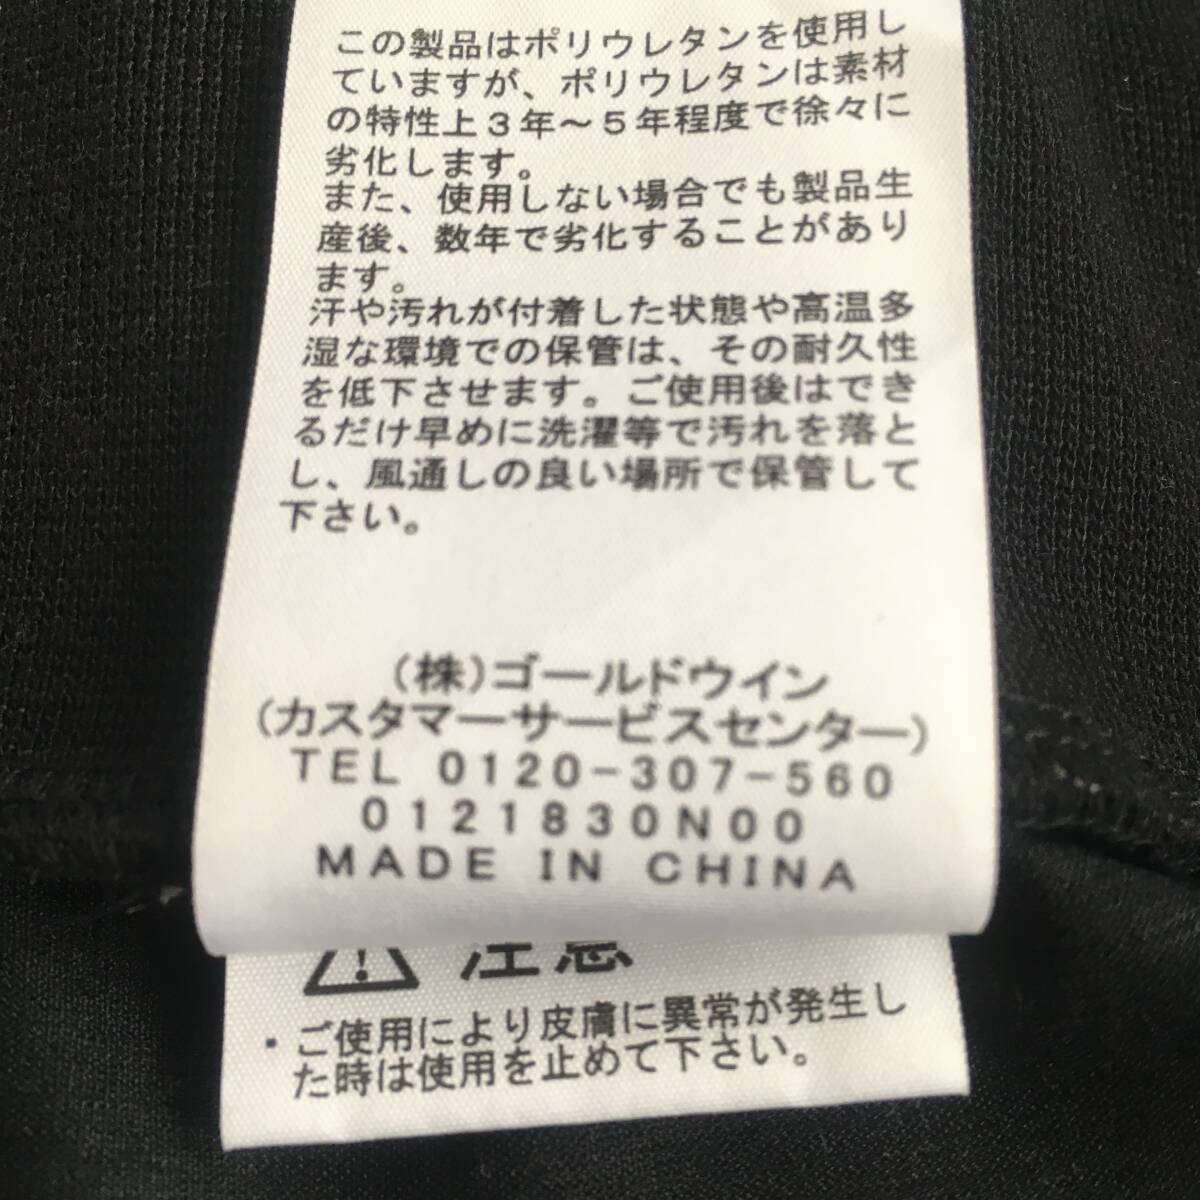 この製品はポリウレタンを使用し
ていますが、ポリウレタンは素材
の特性上3年～5年程度で徐々に
劣化します。
また、使用しない場合でも製品生
産後、数年で劣化することがあり
ます。
汗や汚れが付着した状態や高温多
湿な環境での保管は、その耐久性
を低下させます。ご使用後はでき
るだけ早めに洗濯等で汚れを落と
し、風通しの良い場所で保管して
下さい。
(株)ゴールドウイン
(カスタマーサービスセンター)
TEL 0120-307-560
0121830N00
MADE IN CHINA
注意
・ご使用により皮膚に異常が発生し
た時は使用を止めて下さい。